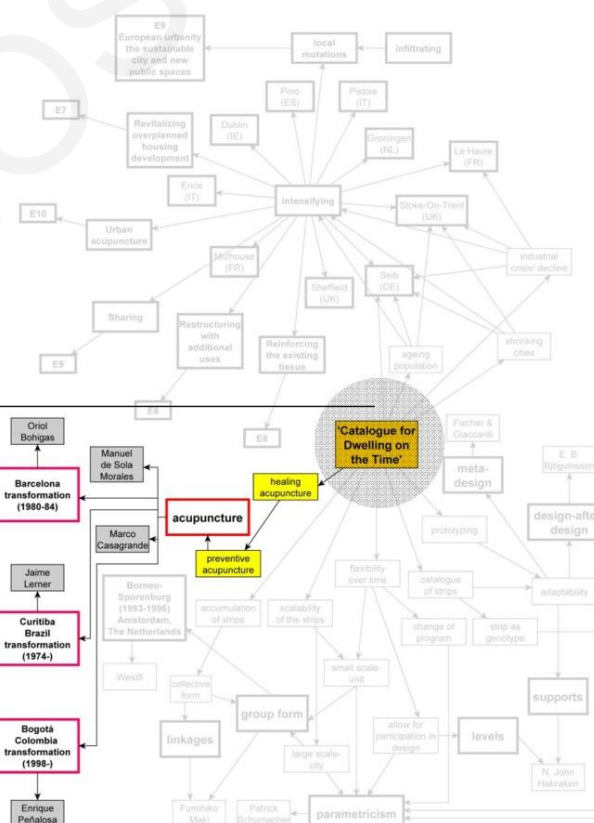 E9
European urbanity
the sustainable
city and new
public spaces
local
mutations
infiltrating
Poio
(ES)
Pistoia
(IT)
E7
Revitalizing
overplanned
housing
development
Dublin
(IE)
Groningen
(NL)
Le Havre
(FR)
Erice
(IT)
intensifying
Stoke-On-Trent
(UK)
E10
Urban
acupuncture
Mulhouse
(FR)
Selb
(DE)
industrial
crisis/ decline
Sheffield
(UK)
Sharing
Restructuring
with
additional
uses
Reinforcing
the existing
tissue
shrinking
cities
ageing
population
E9
E8
E8
Oriol
Bohigas
Manuel
de Sola
Morales
'Catalogue for
Dwelling on
the Time'
Fischer &
Giaccardi
E. B.
Bjögvinsson
Barcelona
transformation
(1980-84)
healing
acupuncture
meta-
design
acupuncture
design-afte
design
Marco
Casagrande
preventive
acupuncture
prototyping
Jaime
Lerner
Borneo-
Sporenburg
(1993-1996)
Amsterdam,
The Netherlands
flexibility
over time
catalogue
of strips
adaptability
accumulation
of strips
scalability
of the strips
Curitiba
Brazil
transformation
(1974-)
change of
program
strip as
genotype
West8
collective
form
small scale-
unit
supports
group form
linkages
allow for
participation in
design
levels
Bogotá
Colombia
transformation
(1998-)
large scale-
city
N. John
Habraken
Enrique
Peñalosa
Fumihiko
Maki
Patrick
Schumacher
parametricism